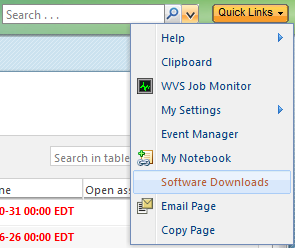 Search . . .
Quick Links
Help
Clipboard
WVS Job Monitor
My Settings
Event Manager
My Notebook
Search in table
Software Downloads
ne
Open ass
Email Page
0-31 00:00 EDT
Copy Page
6-26 00:00 EDT